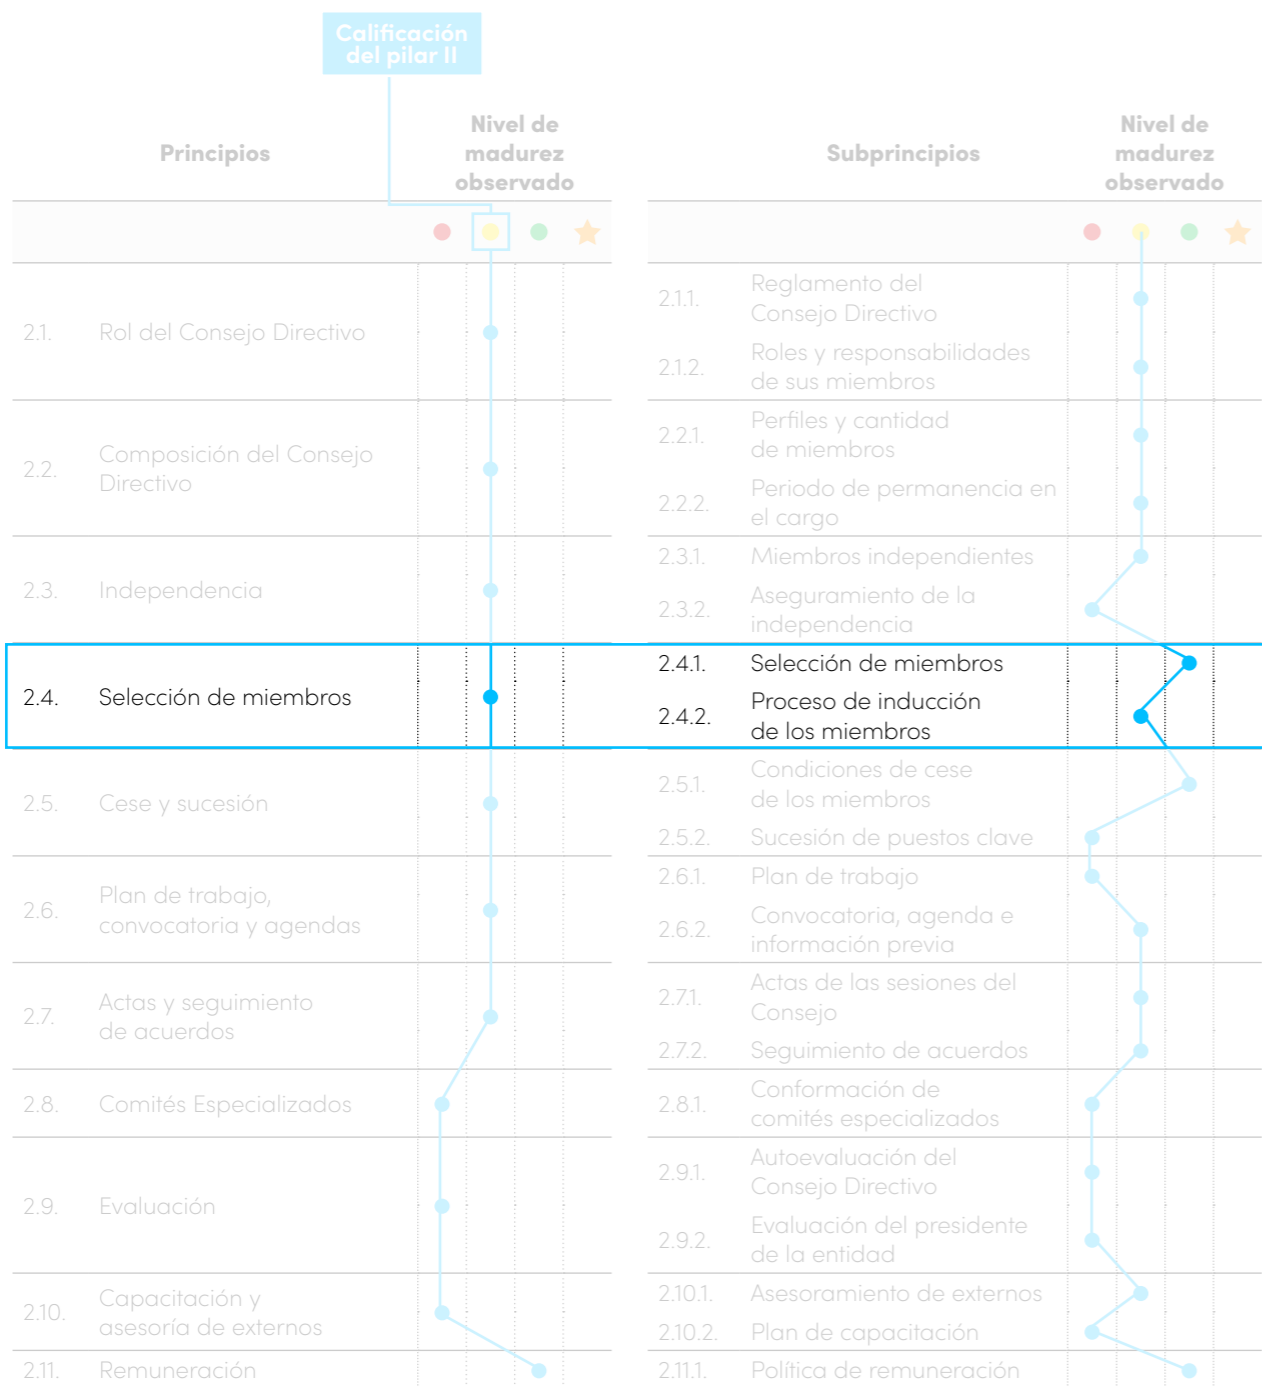 Calificación
del pilar II
Principios
Nivel de
madurez
observado
2.1. Rol del Consejo Directivo
2.2. Composición del Consejo
Directivo
2.3. Independencia
2.4. Selección de miembros
2.5. Cese y sucesión
2.6. Plan de trabajo,
convocatoria y agendas
2.7. Actas y seguimiento
de acuerdos
2.8. Comités Especializados
2.9. Evaluación
2.10. Capacitación y
asesoría de externos
2.11. Remuneración
Subprincipios
Nivel de
madurez
observado
2.1.1. Reglamento del
Consejo Directivo
2.1.2. Roles y responsabilidades
de sus miembros
2.2.1. Perfiles y cantidad
de miembros
2.2.2. Periodo de permanencia en
el cargo
2.3.1. Miembros independientes
2.3.2. Aseguramiento de la
independencia
2.4.1. Selección de miembros
2.4.2. Proceso de inducción
de los miembros
2.5.1. Condiciones de cese
de los miembros
2.5.2. Sucesión de puestos clave
2.6.1. Plan de trabajo
2.6.2. Convocatoria, agenda e
información previa
2.7.1. Actas de las sesiones del
Consejo
2.7.2. Seguimiento de acuerdos
2.8.1. Conformación de
comités especializados
2.9.1. Autoevaluación del
Consejo Directivo
2.9.2. Evaluación del presidente
de la entidad
2.10.1. Asesoramiento de externos
2.10.2. Plan de capacitación
2.11.1. Política de remuneración